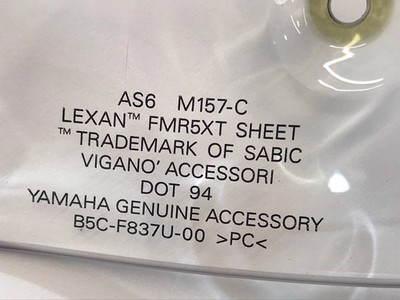 AS6 M157-C
LEXAN™ FMR5XT SHEET
™ TRADEMARK OF SABIC
VIGANO' ACCESSORI
DOT 94
YAMAHA GENUINE ACCESSORY
B5C-F837U-00 >PC<